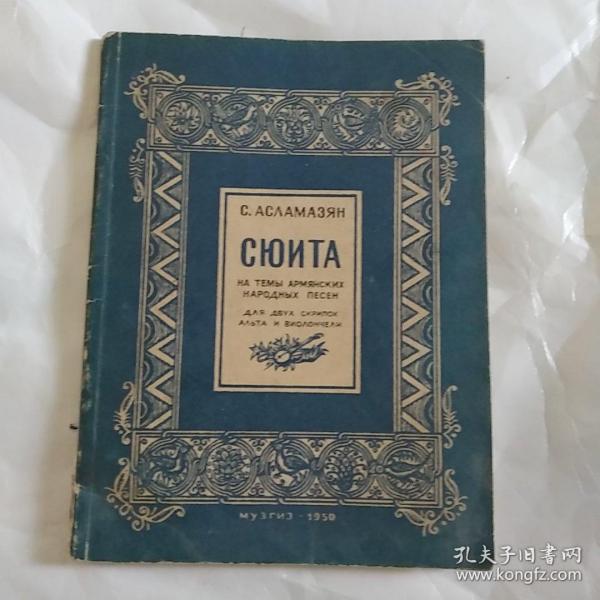 С. АСЛАМАЗЯН
СЮИТА
НА ТЕМЫ АРМЯНСКИХ
НАРОДНЫХ ПЕСЕН
ДЛЯ ДВУХ СКРИПОК
АЛЬТА И ВИОЛОНЧЕЛИ
МУЗГИЗ - 1950
孔夫子旧书网
www.kongfz.com